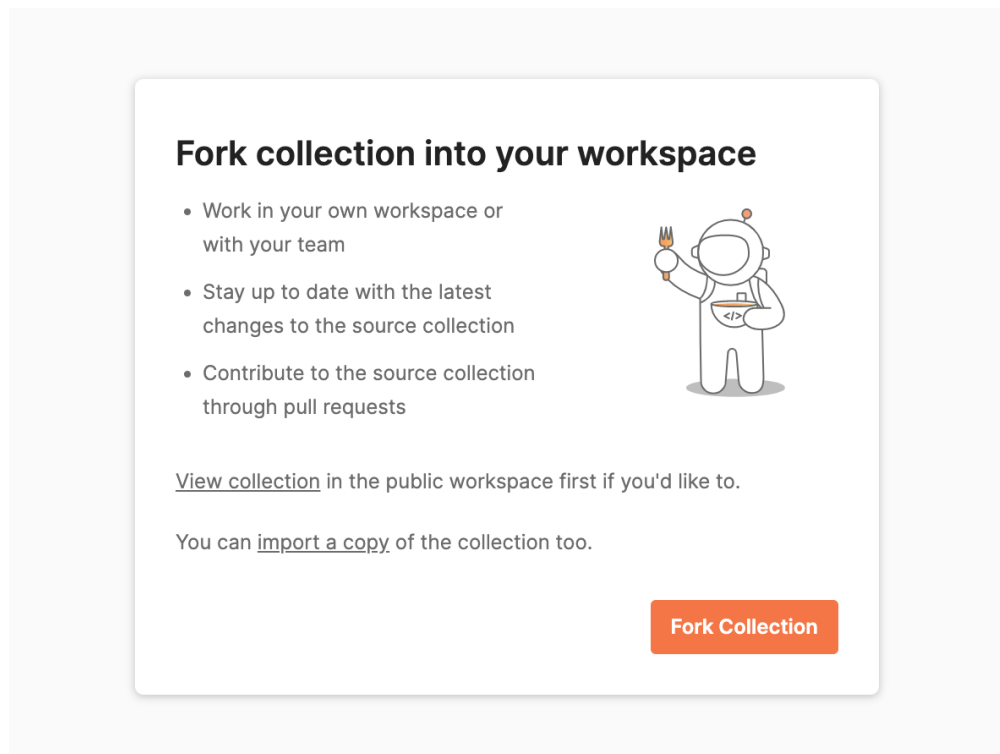 Fork collection into your workspace
• Work in your own workspace or
with your team
• Stay up to date with the latest
changes to the source collection
• Contribute to the source collection
through pull requests
</>
View collection in the public workspace first if you'd like to.
You can import a copy of the collection too.
Fork Collection